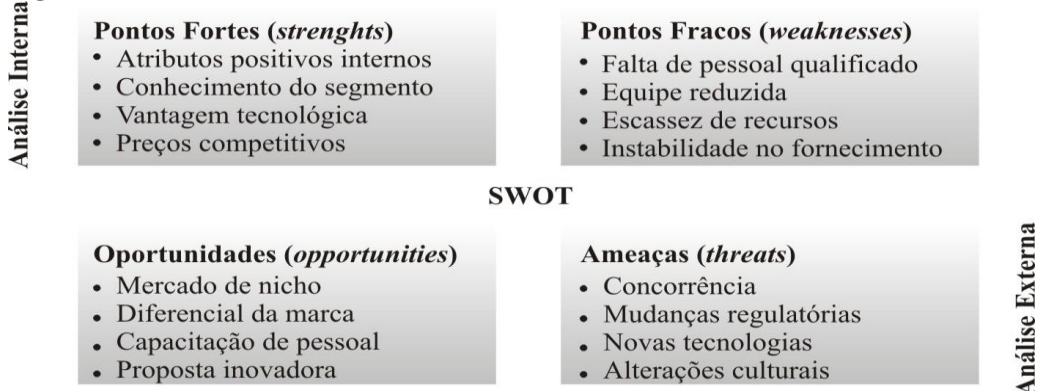 Análise Interna
Pontos Fortes (strenghts)
• Atributos positivos internos
• Conhecimento do segmento
• Vantagem tecnológica
• Preços competitivos
Pontos Fracos (weaknesses)
• Falta de pessoal qualificado
• Equipe reduzida
• Escassez de recursos
• Instabilidade no fornecimento
SWOT
Oportunidades (opportunities)
• Mercado de nicho
• Diferencial da marca
• Capacitação de pessoal
• Proposta inovadora
Ameaças (threats)
• Concorrência
• Mudanças regulatórias
• Novas tecnologias
• Alterações culturais
Análise Externa